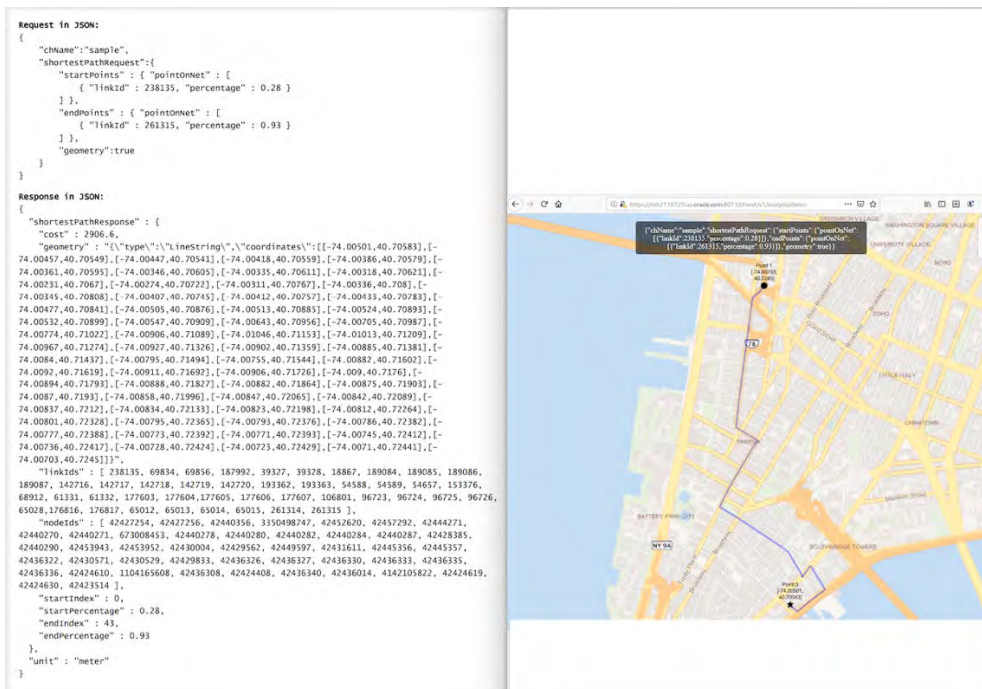 Request in JSON:
{
"chName":"sample",
"shortestPathRequest":{
"startPoints" : { "pointOnNet" : [
{ "linkId" : 238135, "percentage" : 0.28 }
] },
"endPoints" : { "pointOnNet" : [
{ "linkId" : 261315, "percentage" : 0.93 }
] },
"geometry":true
}
}
Response in JSON:
{
"shortestPathResponse" : {
"cost" : 2906.6,
"geometry" : "{\"type\":\"LineString\",\"coordinates\":[[-74.00501,40.70583],[-
74.00457,40.70549],[-74.00447,40.70541],[-74.00418,40.70559],[-74.00386,40.70579],[-
74.00361,40.70595],[-74.00346,40.70605],[-74.00335,40.70611],[-74.00318,40.70621],[-
74.00231,40.7067],[-74.00274,40.70722],[-74.00311,40.70767],[-74.00336,40.708],[-
74.00345,40.70808],[-74.00407,40.70745],[-74.00412,40.70757],[-74.00433,40.70783],[-
74.00477,40.70841],[-74.00505,40.70876],[-74.00513,40.70885],[-74.00524,40.70893],[-
74.00532,40.70899],[-74.00547,40.70909],[-74.00643,40.70956],[-74.00705,40.70987],[-
74.00774,40.71022],[-74.00906,40.71089],[-74.01046,40.71153],[-74.01013,40.71209],[-
74.00967,40.71274],[-74.00927,40.71326],[-74.00902,40.71359],[-74.00885,40.71381],[-
74.0084,40.71437],[-74.00795,40.71494],[-74.00755,40.71544],[-74.00882,40.71602],[-
74.0092,40.71619],[-74.00911,40.71692],[-74.00906,40.71726],[-74.009,40.7176],[-
74.00894,40.71793],[-74.00888,40.71827],[-74.00882,40.71864],[-74.00875,40.71903],[-
74.0087,40.7193],[-74.00858,40.71996],[-74.00847,40.72065],[-74.00842,40.72089],[-
74.00837,40.7212],[-74.00834,40.72133],[-74.00823,40.72198],[-74.00812,40.72264],[-
74.00801,40.72328],[-74.00795,40.72365],[-74.00793,40.72376],[-74.00786,40.72382],[-
74.00777,40.72388],[-74.00773,40.72392],[-74.00771,40.72393],[-74.00745,40.72412],[-
74.00736,40.72417],[-74.00728,40.72424],[-74.00723,40.72429],[-74.0071,40.72441],[-
74.00703,40.7245]]}",
"linkIds" : [ 238135, 69834, 69856, 187992, 39327, 39328, 18867, 189084, 189085, 189086,
189087, 142716, 142717, 142718, 142719, 142720, 193362, 193363, 54588, 54589, 54657, 153376,
68912, 61331, 61332, 177603, 177604,177605, 177606, 177607, 106801, 96723, 96724, 96725, 96726,
65028,176816, 176817, 65012, 65013, 65014, 65015, 261314, 261315 ],
"nodeIds" : [ 42427254, 42427256, 42440356, 3350498747, 42452620, 42457292, 42444271,
42440270, 42440271, 673008453, 42440278, 42440280, 42440282, 42440284, 42440287, 42428385,
42440290, 42453943, 42453952, 42430004, 42429562, 42449597, 42431611, 42445356, 42445357,
42436322, 42430571, 42430529, 42429833, 42436326, 42436327, 42436330, 42436333, 42436335,
42436336, 42424610, 1104165608, 42436308, 42424408, 42436340, 42436014, 4142105822, 42424619,
42424630, 42423514 ],
"startIndex" : 0,
"startPercentage" : 0.28,
"endIndex" : 43,
"endPercentage" : 0.93
},
"unit" : "meter"
}
{"chName":"sample","shortestPathRequest":{"startPoints":{"pointOnNet":
[{"linkId":238135,"percentage":0.28}]},"endPoints":{"pointOnNet":
[{"linkId":261315,"percentage":0.93}]},"geometry":true}}
GREENWICH VILLAGE
WASHINGTON SQUARE VILLAGE
UNIVERSITY VILLAGE
SOHO
Point 1
[-74.00703,
40.7245]
78
SOHO
Grand Street
LITTLE ITALY
CHINATOWN
TRIBECA
BATTERY PARK CITY
NY 9A
Broadway
Madison Street
SOUTHBRIDGE TOWERS
Point 0
[-74.00501,
40.70583]